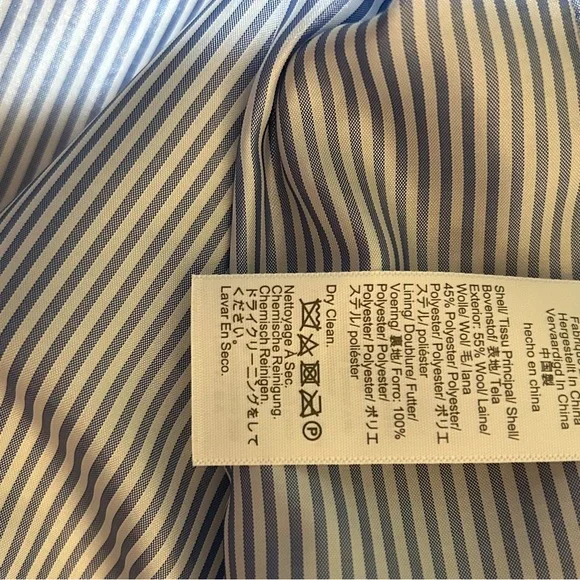 Hergestellt in China
Vervaardigd in China
中国製
hecho en china
Shell/ Tissu Principal/ Shell/
Bovenstof/ 表地/ Tela
Exterior: 55% Wool/ Laine/
Wolle/ Wol/ 毛/ lana
45% Polyester/ Polyester/
Polyester/ Polyester/ ポリエ
ステル/ poliéster
Lining/ Doublure/ Futter/
Voering/ 裏地/ Forro: 100%
Polyester/ Polyester/
Polyester/ Polyester/ ポリエ
ステル/ poliéster
Dry Clean.
P
Nettoyage À Sec.
Chemische Reinigung.
Chemisch Reinigen.
ドライクリーニングをして
ください。
Lavar En Seco.